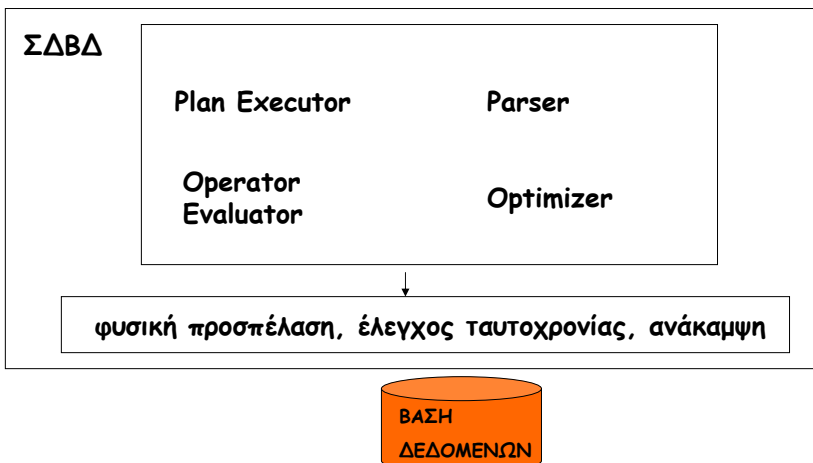 ΣΔΒΔ
Plan Executor
Parser
Operator
Evaluator
Optimizer
φυσική προσπέλαση, έλεγχος ταυτοχρονίας, ανάκαμψη
ΒΑΣΗ
ΔΕΔΟΜΕΝΩΝ